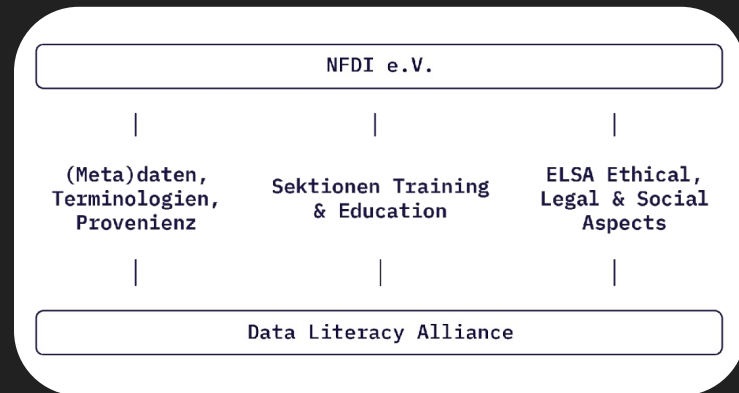 NFDI e.V.
(Meta)daten,
Terminologien,
Provenienz
Sektionen Training
& Education
ELSA Ethical,
Legal & Social
Aspects
Data Literacy Alliance